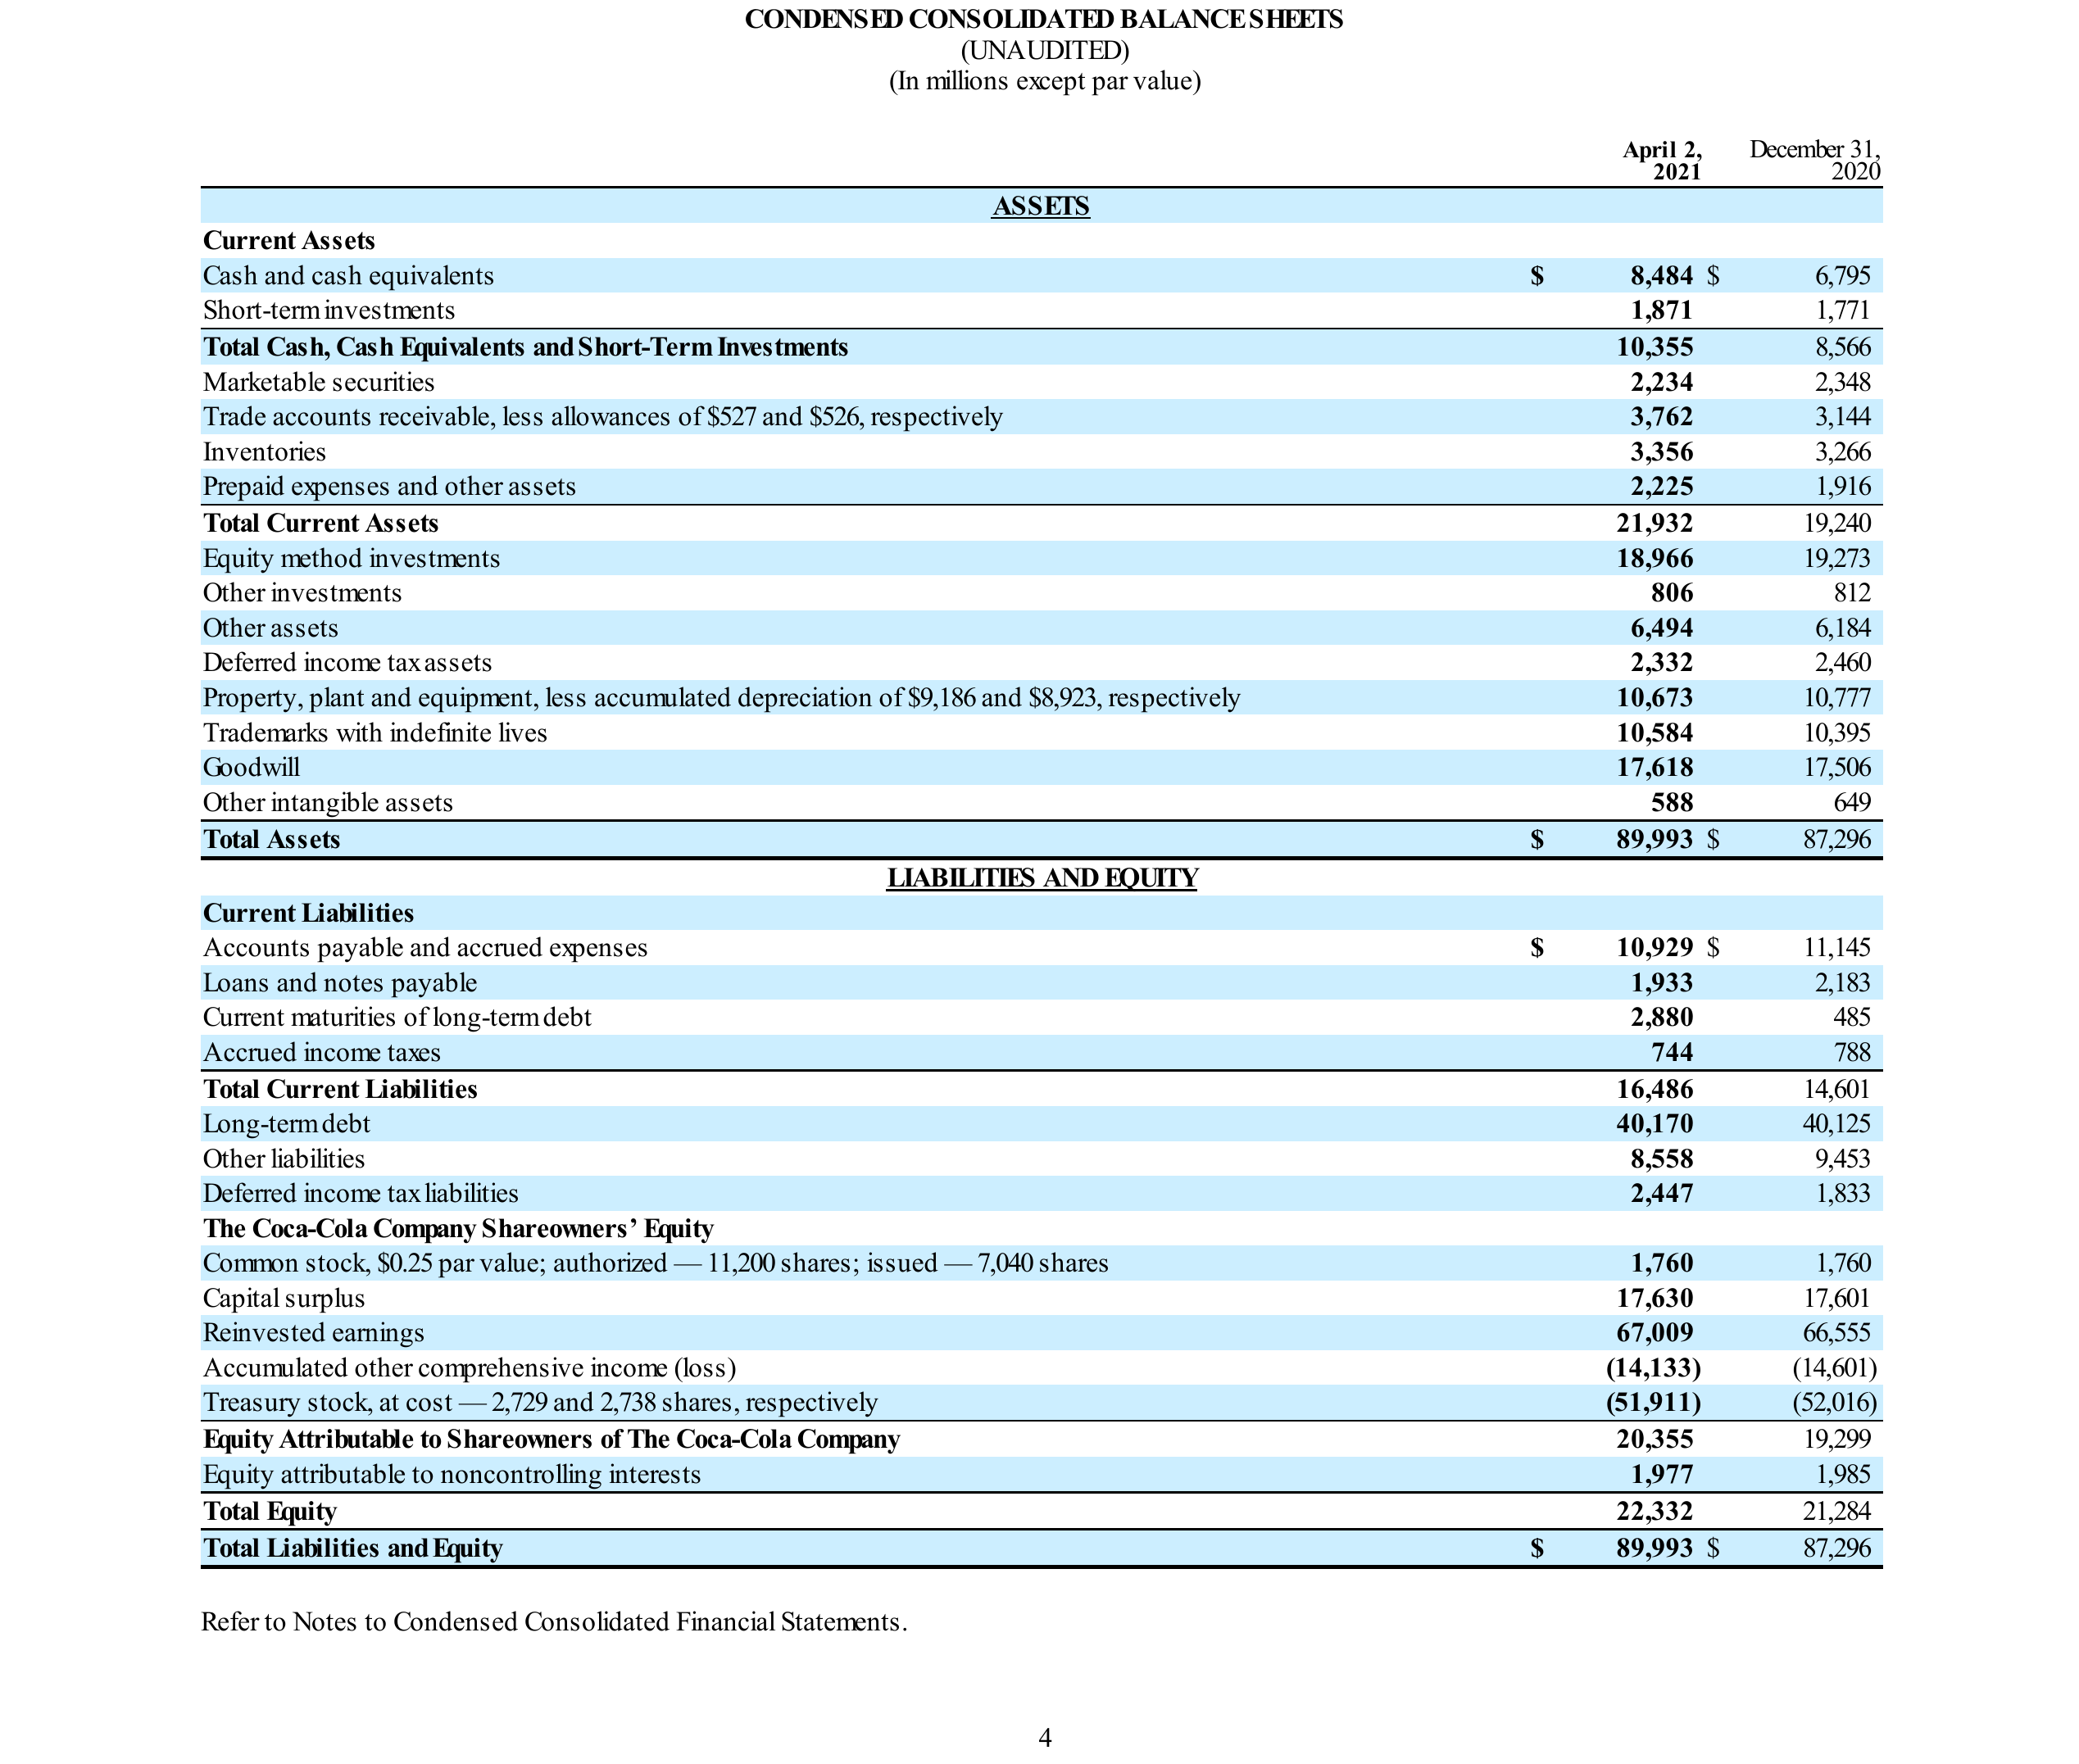 CONDENSED CONSOLIDATED BALANCE SHEETS
(UNAUDITED)
(In millions except par value)
April 2, 2021 December 31, 2020
ASSETS
Current Assets
Cash and cash equivalents $ 8,484 $ 6,795
Short-term investments 1,871 1,771
Total Cash, Cash Equivalents and Short-Term Investments 10,355 8,566
Marketable securities 2,234 2,348
Trade accounts receivable, less allowances of $527 and $526, respectively 3,762 3,144
Inventories 3,356 3,266
Prepaid expenses and other assets 2,225 1,916
Total Current Assets 21,932 19,240
Equity method investments 18,966 19,273
Other investments 806 812
Other assets 6,494 6,184
Deferred income tax assets 2,332 2,460
Property, plant and equipment, less accumulated depreciation of $9,186 and $8,923, respectively 10,673 10,777
Trademarks with indefinite lives 10,584 10,395
Goodwill 17,618 17,506
Other intangible assets 588 649
Total Assets $ 89,993 $ 87,296
LIABILITIES AND EQUITY
Current Liabilities
Accounts payable and accrued expenses $ 10,929 $ 11,145
Loans and notes payable 1,933 2,183
Current maturities of long-term debt 2,880 485
Accrued income taxes 744 788
Total Current Liabilities 16,486 14,601
Long-term debt 40,170 40,125
Other liabilities 8,558 9,453
Deferred income tax liabilities 2,447 1,833
The Coca-Cola Company Shareowners’ Equity
Common stock, $0.25 par value; authorized — 11,200 shares; issued — 7,040 shares 1,760 1,760
Capital surplus 17,630 17,601
Reinvested earnings 67,009 66,555
Accumulated other comprehensive income (loss) (14,133) (14,601)
Treasury stock, at cost — 2,729 and 2,738 shares, respectively (51,911) (52,016)
Equity Attributable to Shareowners of The Coca-Cola Company 20,355 19,299
Equity attributable to noncontrolling interests 1,977 1,985
Total Equity 22,332 21,284
Total Liabilities and Equity $ 89,993 $ 87,296
Refer to Notes to Condensed Consolidated Financial Statements.
4